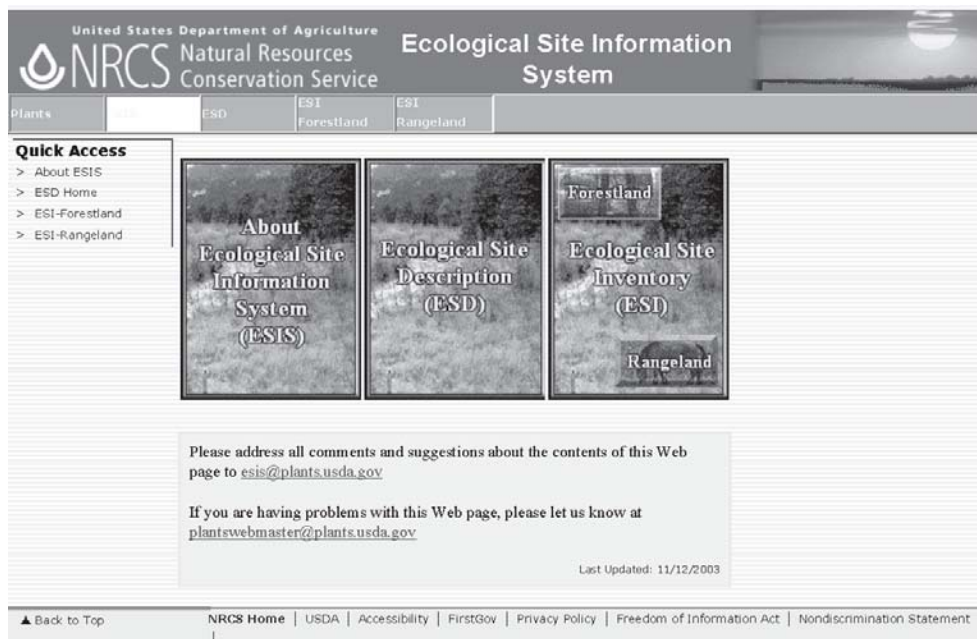 United States Department of Agriculture
NRCS Natural Resources
Conservation Service
Ecological Site Information
System
Plants
ESD
ESI
Forestland
ESI
Rangeland
Quick Access
> About ESIS
> ESD Home
> ESI-Forestland
> ESI-Rangeland
About
Ecological Site
Information
System
(ESIS)
Ecological Site
Description
(ESD)
Forestland
Ecological Site
Inventory
(ESI)
Rangeland
Please address all comments and suggestions about the contents of this Web
page to esis@plants.usda.gov
If you are having problems with this Web page, please let us know at
plantswebmaster@plants.usda.gov
Last Updated: 11/12/2003
▲ Back to Top
NRCS Home | USDA | Accessibility | FirstGov | Privacy Policy | Freedom of Information Act | Nondiscrimination Statement
|